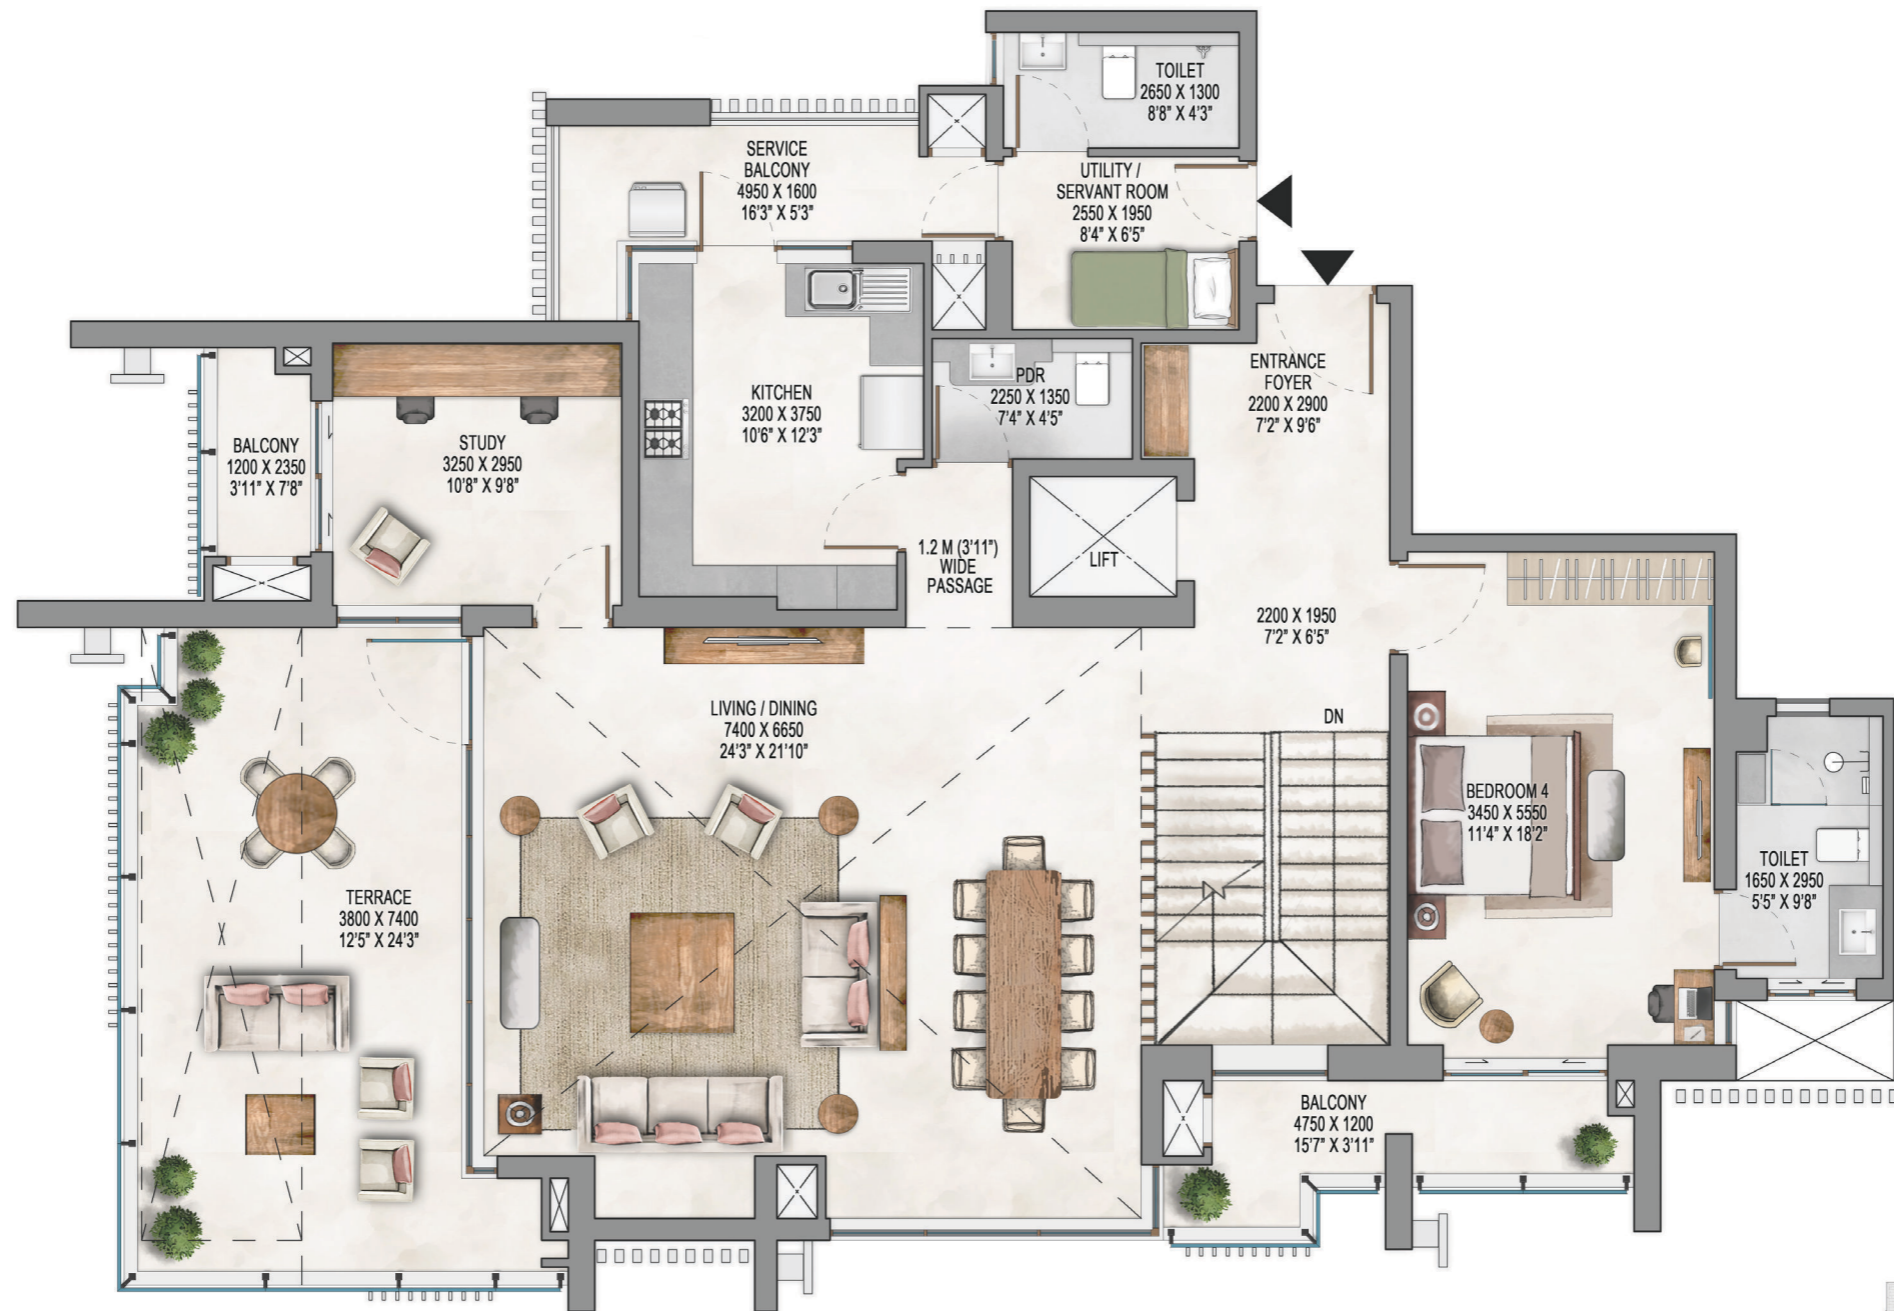 TOILET
2650 X 1300
8'8" X 4'3"
SERVICE
BALCONY
4950 X 1600
16'3" X 5'3"
UTILITY /
SERVANT ROOM
2550 X 1950
8'4" X 6'5"
ENTRANCE
FOYER
2200 X 2900
7'2" X 9'6"
PDR
2250 X 1350
7'4" X 4'5"
KITCHEN
3200 X 3750
10'6" X 12'3"
STUDY
3250 X 2950
10'8" X 9'8"
BALCONY
1200 X 2350
3'11" X 7'8"
1.2 M (3'11")
WIDE
PASSAGE
LIFT
2200 X 1950
7'2" X 6'5"
LIVING / DINING
7400 X 6650
24'3" X 21'10"
DN
BEDROOM 4
3450 X 5550
11'4" X 18'2"
TOILET
1650 X 2950
5'5" X 9'8"
TERRACE
3800 X 7400
12'5" X 24'3"
BALCONY
4750 X 1200
15'7" X 3'11"